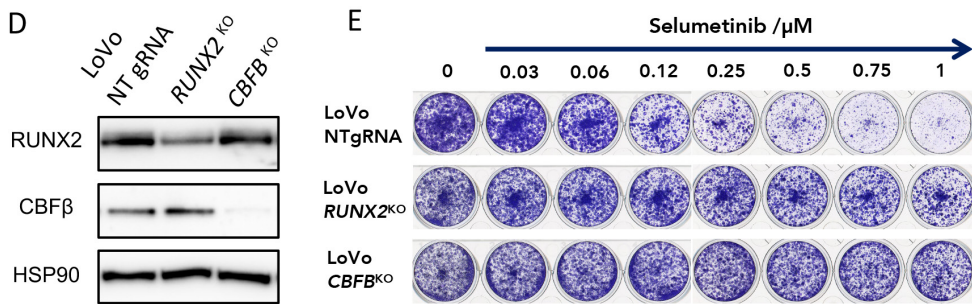 D
LoVo
NT gRNA
RUNX2 KO
CBFB KO
RUNX2
CBFβ
HSP90
E
Selumetinib /µM
0 0.03 0.06 0.12 0.25 0.5 0.75 1
LoVo
NTgRNA
LoVo
RUNX2KO
LoVo
CBFBKO